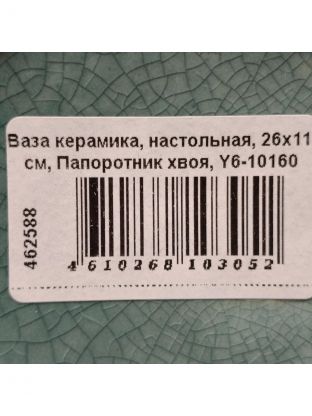 Ваза керамика, настольная, 26х11
см, Папоротник хвоя, Y6-10160
462588
4 610268 103052